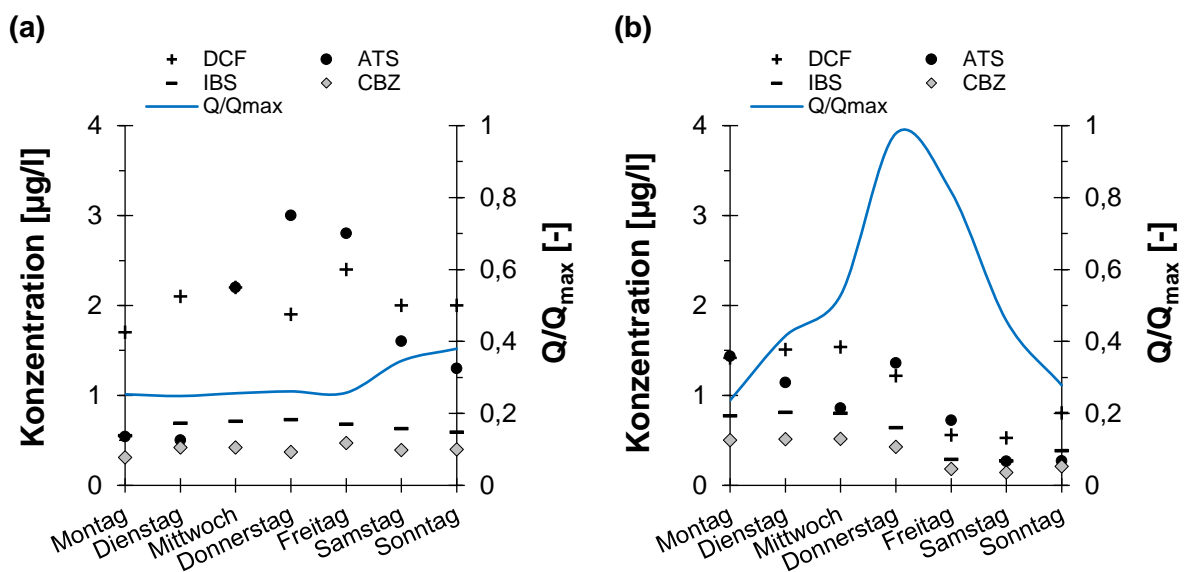 (a)
DCF
ATS
IBS
CBZ
Q/Qmax
Konzentration [µg/l]
4
3
2
1
0
1
0,8
0,6
0,4
0,2
0
Q/Qmax [-]
Montag
Dienstag
Mittwoch
Donnerstag
Freitag
Samstag
Sonntag
(b)
DCF
ATS
IBS
CBZ
Q/Qmax
Konzentration [µg/l]
4
3
2
1
0
1
0,8
0,6
0,4
0,2
0
Q/Qmax [-]
Montag
Dienstag
Mittwoch
Donnerstag
Freitag
Samstag
Sonntag